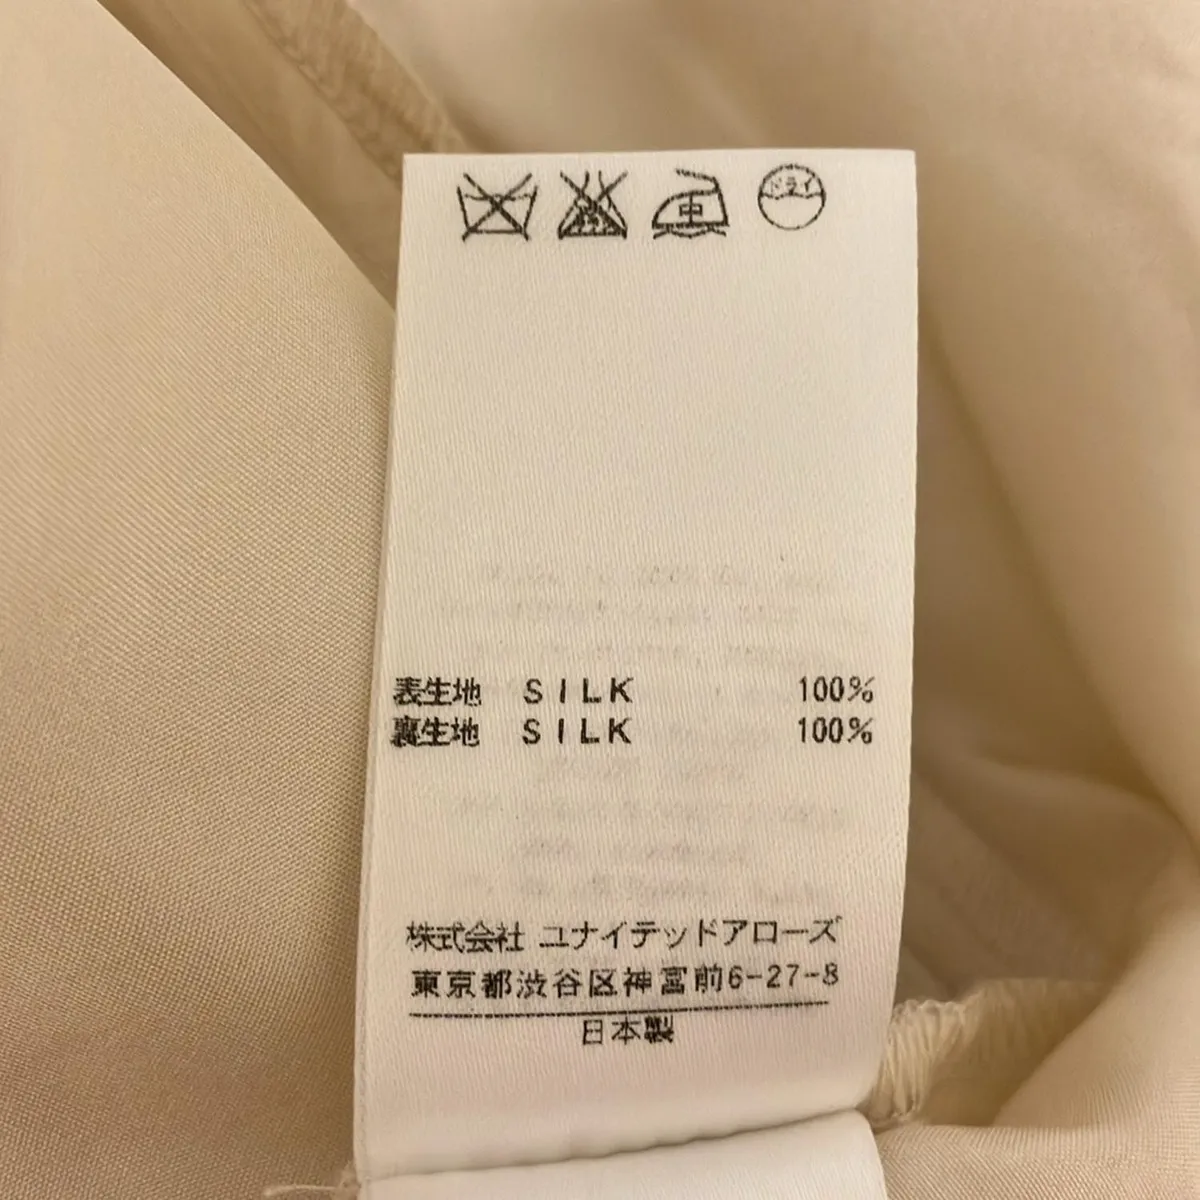 中 ドライ
表生地 SILK 100%
裏生地 SILK 100%
株式会社 ユナイテッドアローズ
東京都渋谷区神宮前6-27-8
日本製